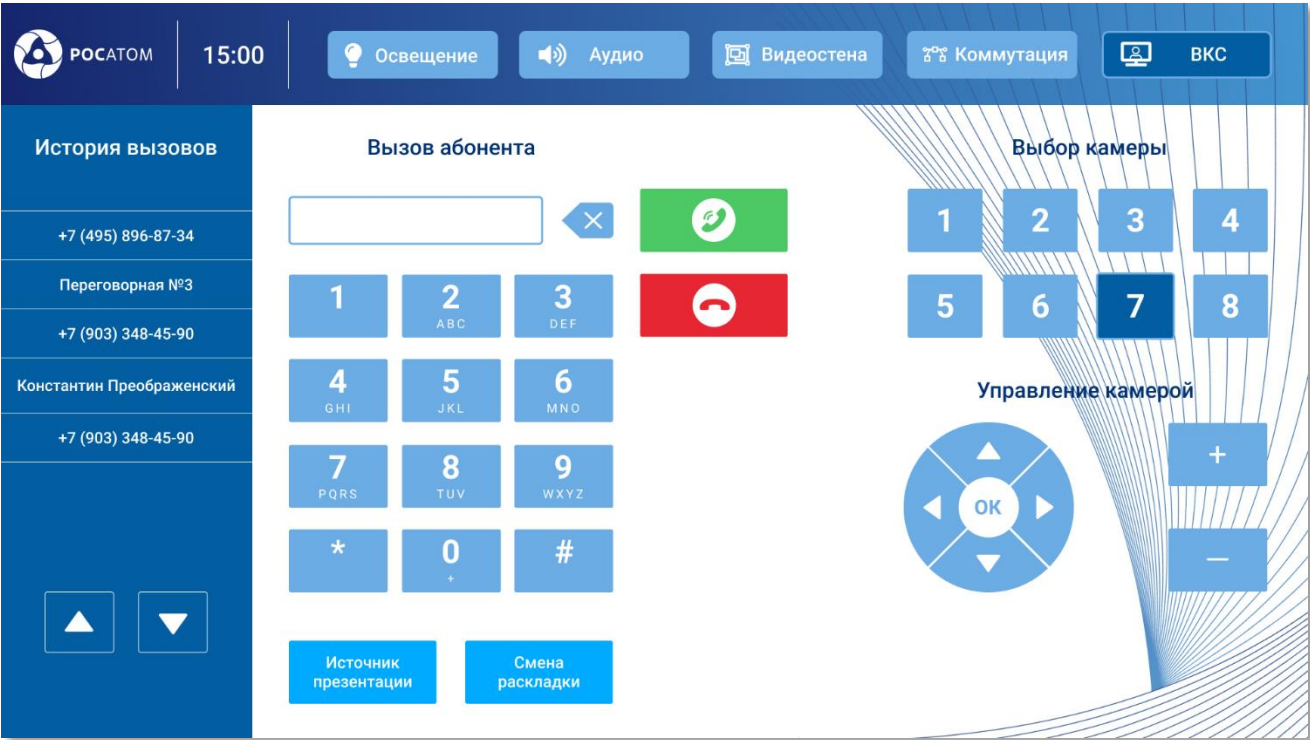 РОСАТОМ
15:00
Освещение
Аудио
Видеостена
Коммутация
ВКС
История вызовов
+7 (495) 896-87-34
Переговорная №3
+7 (903) 348-45-90
Константин Преображенский
+7 (903) 348-45-90
Вызов абонента
1
2
ABC
3
DEF
4
GHI
5
JKL
6
MNO
7
PQRS
8
TUV
9
WXYZ
*
0
+
#
Источник
презентации
Смена
раскладки
Выбор камеры
1 2 3 4
5 6 7 8
Управление камерой
ОК
+
—